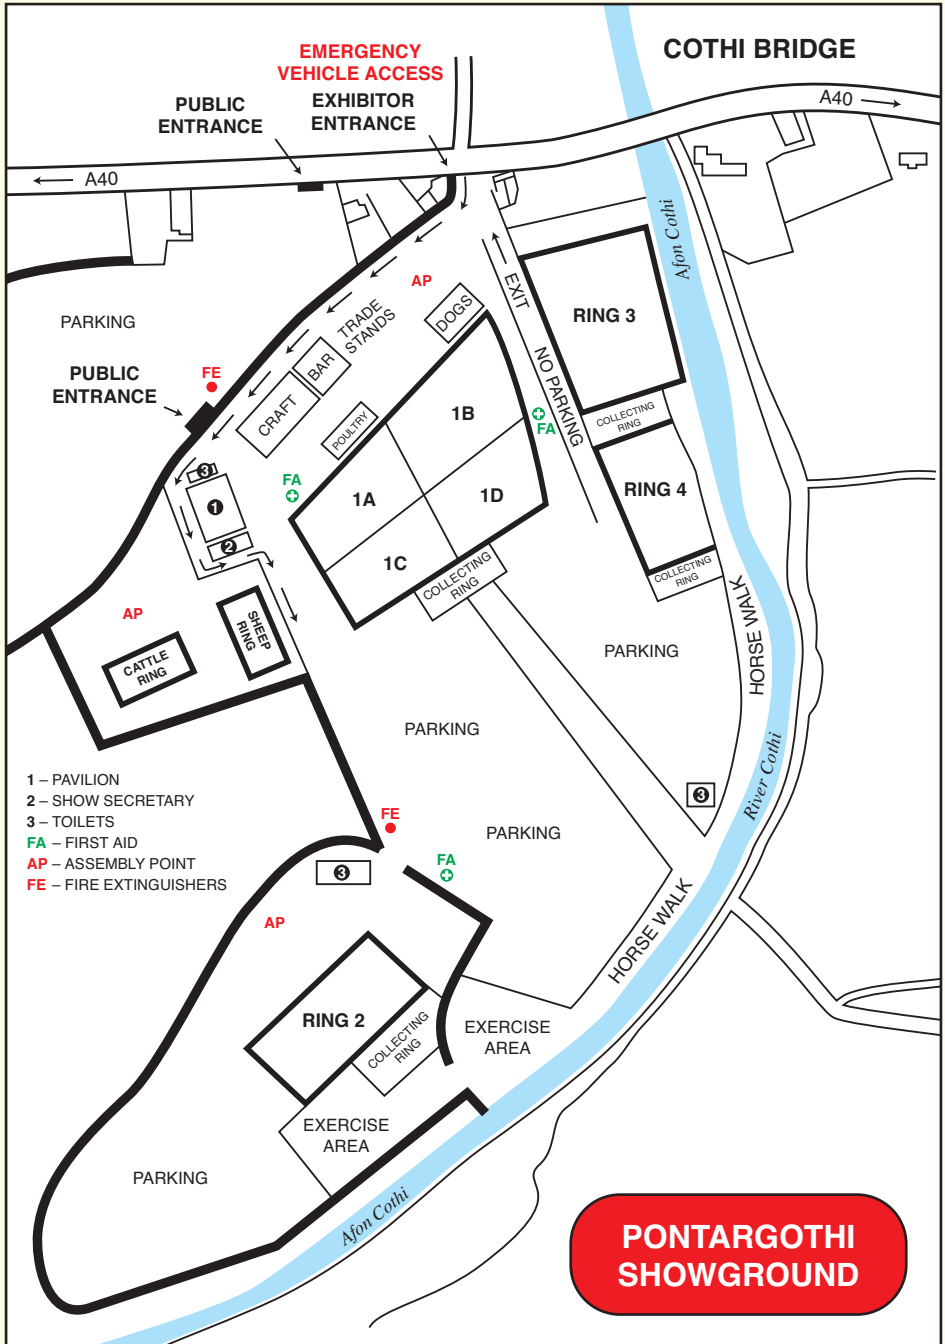 COTHI BRIDGE
EMERGENCY
VEHICLE ACCESS
PUBLIC
ENTRANCE
EXHIBITOR
ENTRANCE
A40
A40
Afon Cothi
AP
EXIT
RING 3
DOGS
TRADE
STANDS
PARKING
PUBLIC
ENTRANCE
FE
BAR
CRAFT
POULTRY
NO PARKING
FA
COLLECTING
RING
1B
1A
1D
1C
FA
3
1
2
RING 4
COLLECTING
RING
COLLECTING
RING
HORSE WALK
AP
SHEEP
RING
CATTLE
RING
PARKING
PARKING
River Cothi
3
1 – PAVILION
2 – SHOW SECRETARY
3 – TOILETS
FA – FIRST AID
AP – ASSEMBLY POINT
FE – FIRE EXTINGUISHERS
FE
PARKING
FA
3
HORSE WALK
AP
RING 2
COLLECTING
RING
EXERCISE
AREA
EXERCISE
AREA
PARKING
Afon Cothi
PONTARGOTHI
SHOWGROUND